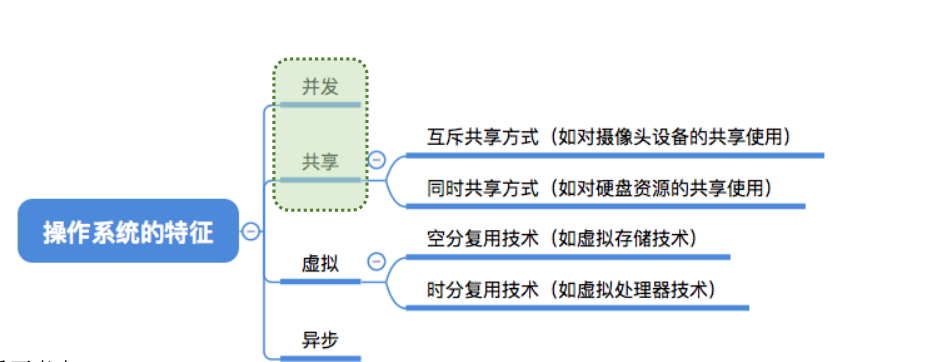 并发
互斥共享方式（如对摄像头设备的共享使用）
共享
同时共享方式（如对硬盘资源的共享使用）
操作系统的特征
空分复用技术（如虚拟存储技术）
虚拟
时分复用技术（如虚拟处理器技术）
异步